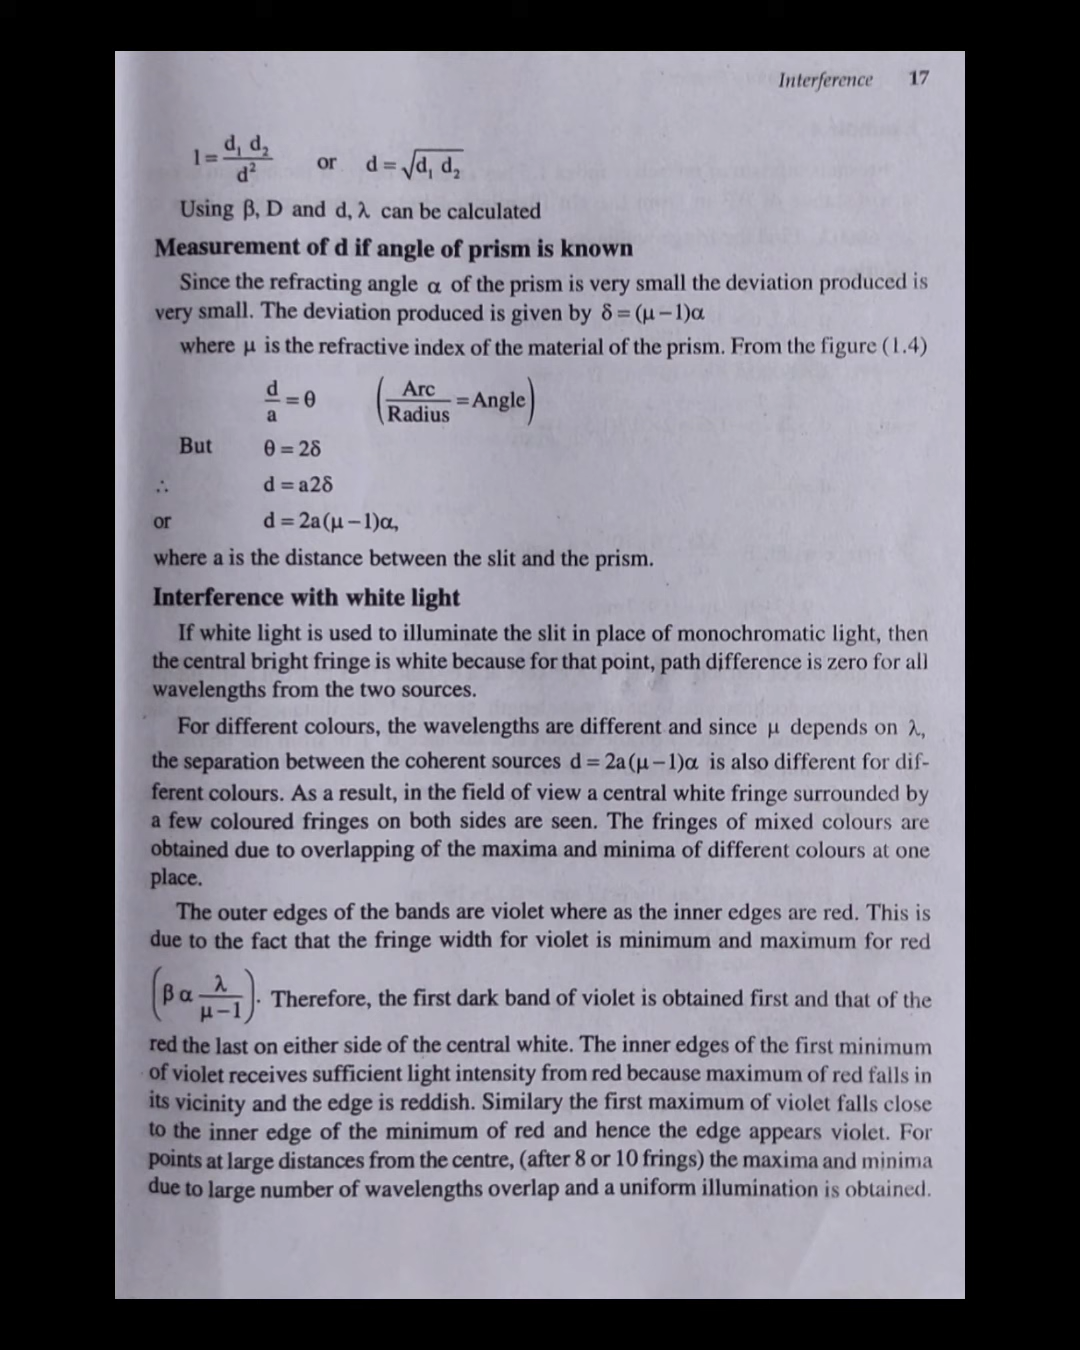 Interference 17
1 = d₁ d₂ / d² or d = √d₁ d₂
Using β, D and d, λ can be calculated
Measurement of d if angle of prism is known
Since the refracting angle α of the prism is very small the deviation produced is
very small. The deviation produced is given by δ = (μ – 1)α
where μ is the refractive index of the material of the prism. From the figure (1.4)
d/a = θ (Arc/Radius = Angle)
But θ = 2δ
∴ d = a2δ
or d = 2a(μ – 1)α,
where a is the distance between the slit and the prism.
Interference with white light
If white light is used to illuminate the slit in place of monochromatic light, then
the central bright fringe is white because for that point, path difference is zero for all
wavelengths from the two sources.
For different colours, the wavelengths are different and since μ depends on λ,
the separation between the coherent sources d = 2a(μ – 1)α is also different for dif-
ferent colours. As a result, in the field of view a central white fringe surrounded by
a few coloured fringes on both sides are seen. The fringes of mixed colours are
obtained due to overlapping of the maxima and minima of different colours at one
place.
The outer edges of the bands are violet where as the inner edges are red. This is
due to the fact that the fringe width for violet is minimum and maximum for red
(β α λ/μ–1). Therefore, the first dark band of violet is obtained first and that of the
red the last on either side of the central white. The inner edges of the first minimum
of violet receives sufficient light intensity from red because maximum of red falls in
its vicinity and the edge is reddish. Similary the first maximum of violet falls close
to the inner edge of the minimum of red and hence the edge appears violet. For
points at large distances from the centre, (after 8 or 10 frings) the maxima and minima
due to large number of wavelengths overlap and a uniform illumination is obtained.